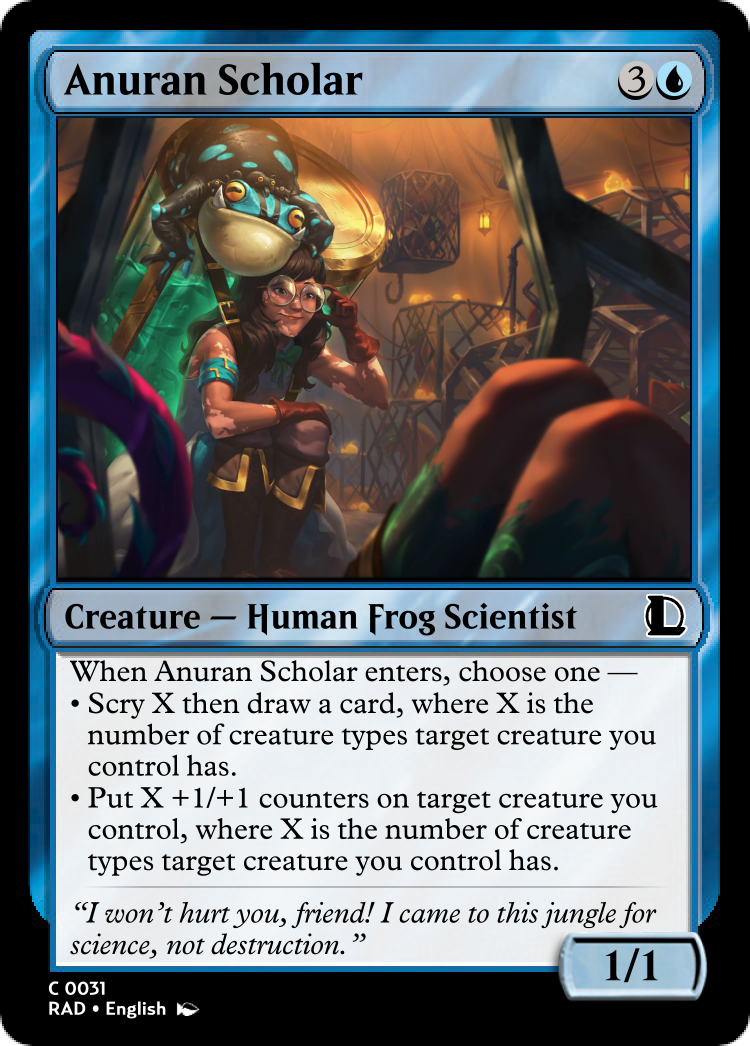 Anuran Scholar
3
Creature — Human Frog Scientist
When Anuran Scholar enters, choose one —
• Scry X then draw a card, where X is the
number of creature types target creature you
control has.
• Put X +1/+1 counters on target creature you
control, where X is the number of creature
types target creature you control has.
“I won’t hurt you, friend! I came to this jungle for
science, not destruction.”
1/1
C 0031
RAD • English